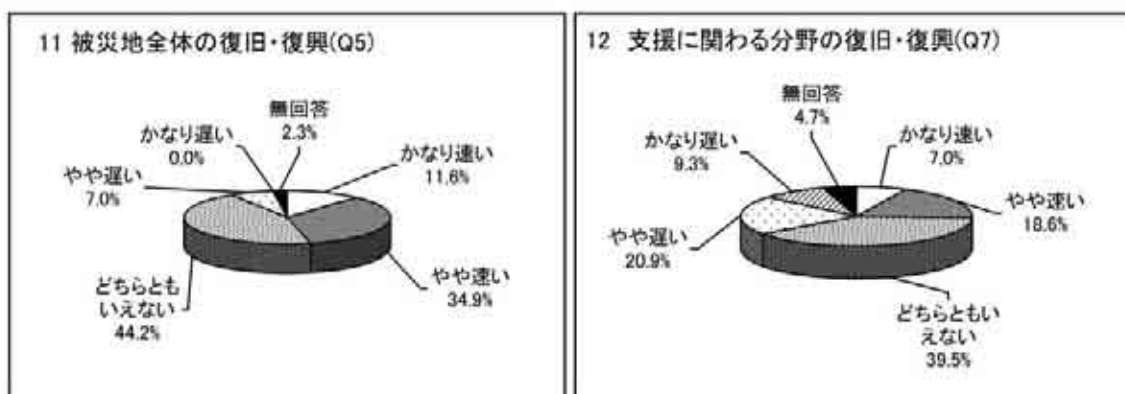 11 被災地全体の復旧・復興(Q5)
無回答
2.3%
かなり遅い
0.0%
かなり速い
11.6%
やや遅い
7.0%
どちらとも
いえない
44.2%
やや速い
34.9%
12 支援に関わる分野の復旧・復興(Q7)
無回答
4.7%
かなり遅い
9.3%
かなり速い
7.0%
やや速い
18.6%
やや遅い
20.9%
どちらともい
えない
39.5%